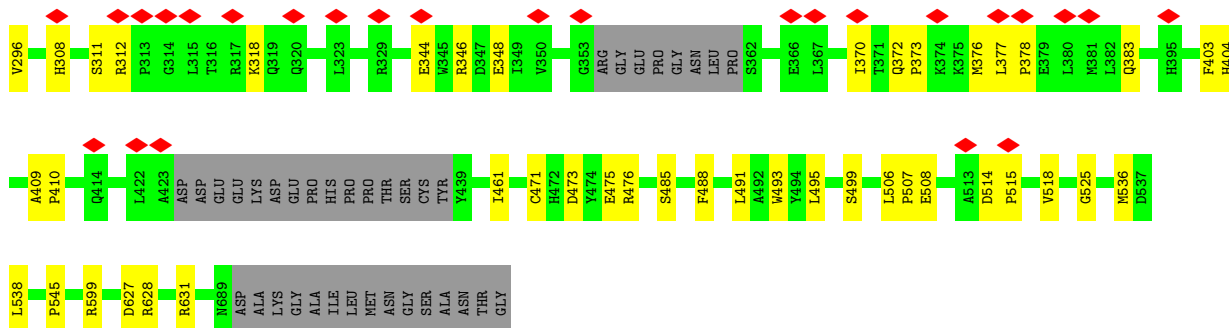 V296 H308 S311 R312 P313 G314 L315 T316 R317 K318 Q319 Q320 L323 R329 E344 W345 R346 D347 E348 I349 V350 G353 ARG GLY GLU PRO GLY ASN LEU PRO S362 E366 L367 I370 T371 Q372 P373 K374 K375 M376 L377 P378 E379 L380 M381 L382 Q383 H395 F403 H404
A409 P410 Q414 L422 A423 ASP ASP GLU GLU LYS ASP GLU PRO HIS PRO PRO THR SER CYS TYR Y439 I461 C471 H472 D473 Y474 E475 R476 S485 F488 L491 A492 W493 Y494 L495 S499 L506 P507 E508 A513 D514 P515 V518 G525 M536 D537
L538 P545 R599 D627 R628 R631 N689 ASP ALA LYS GLY ALA ILE LEU MET ASN GLY SER ALA ASN THR GLY